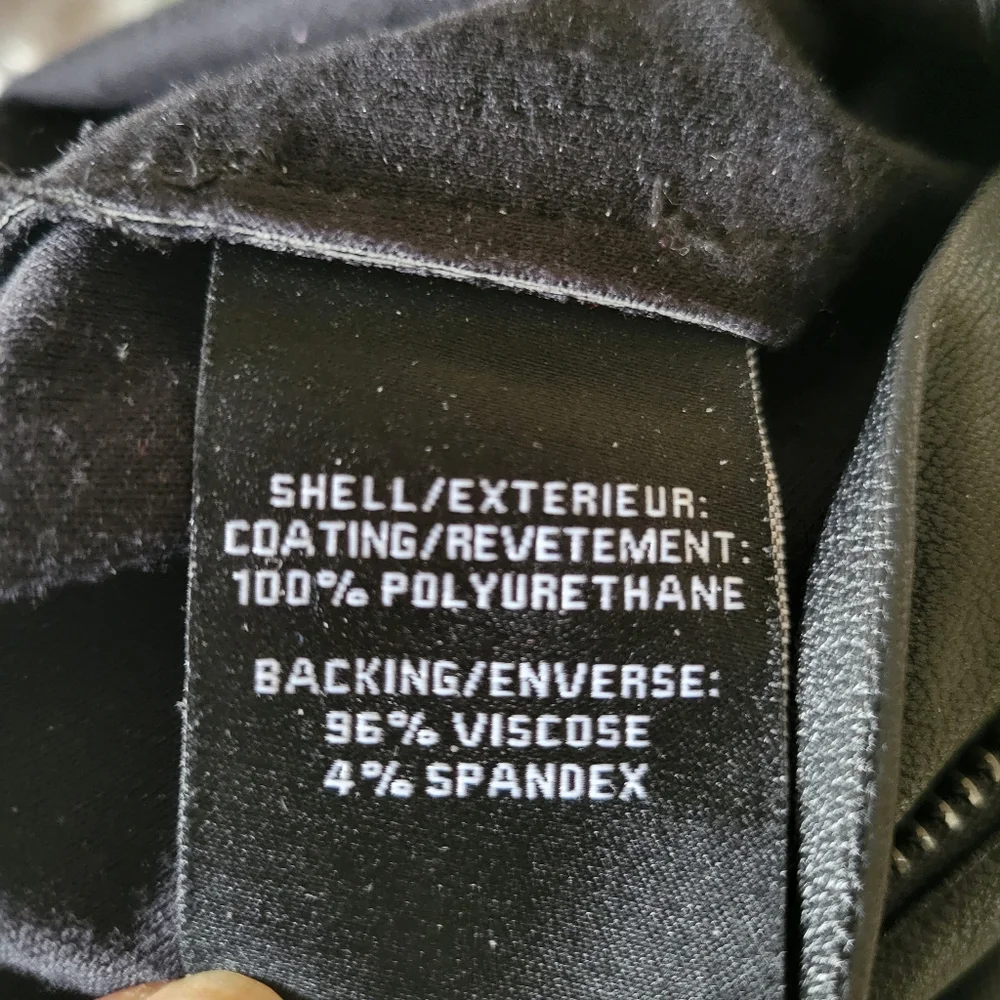 SHELL/EXTERIEUR:
COATING/REVETEMENT:
100% POLYURETHANE
BACKING/ENVERSE:
96% VISCOSE
4% SPANDEX